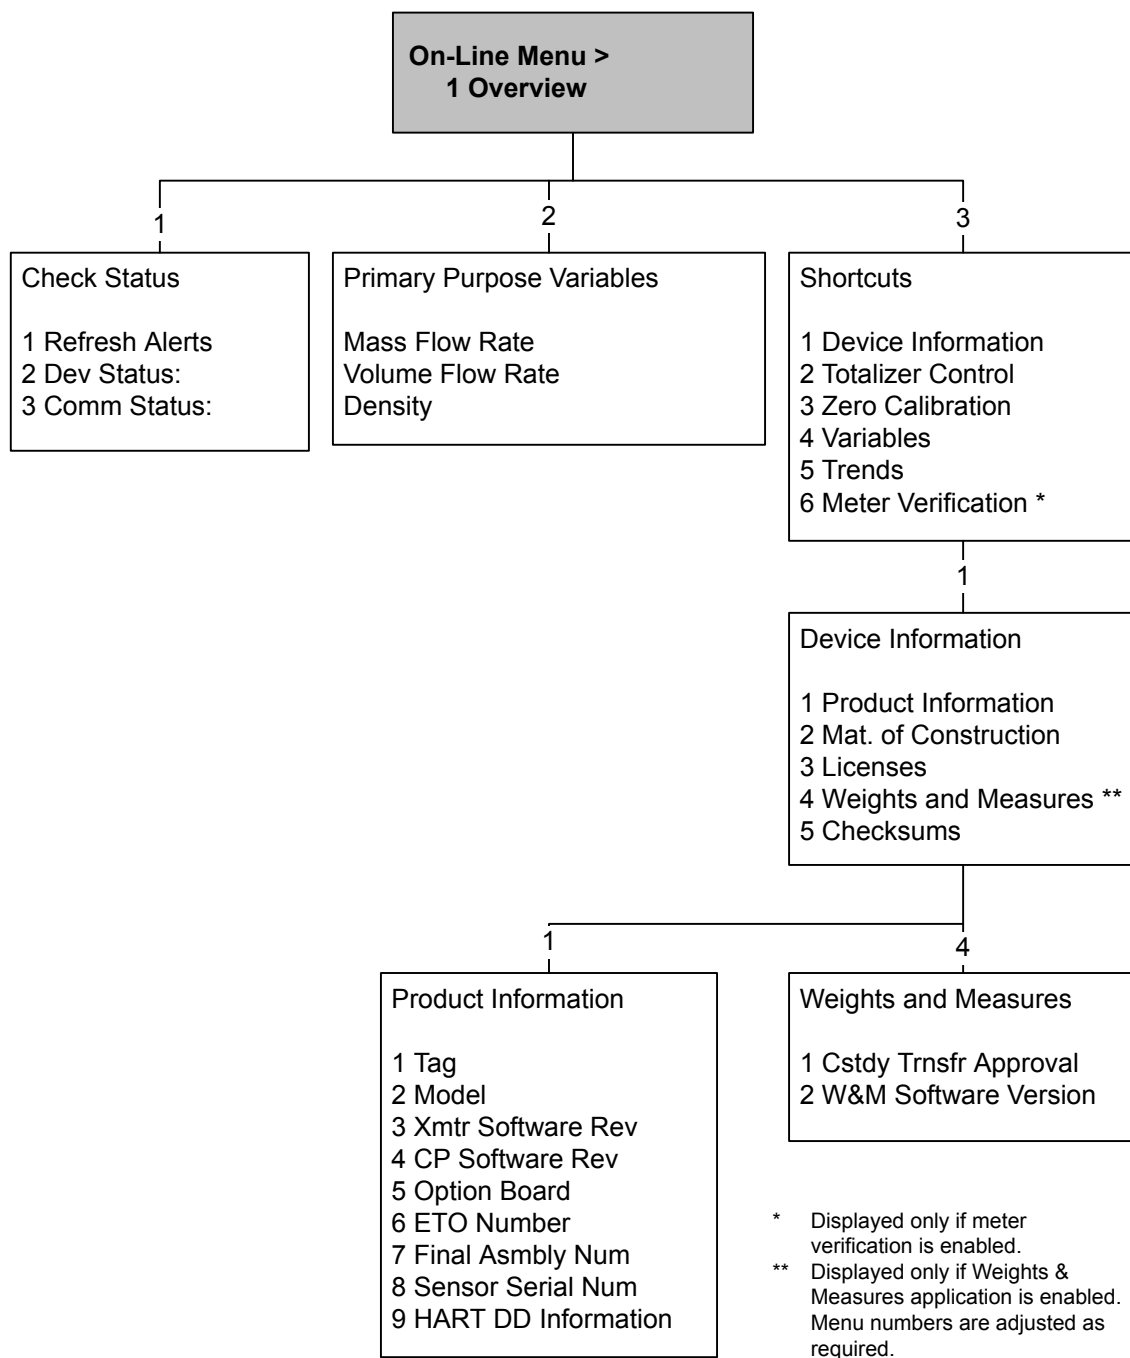 On-Line Menu >
1 Overview
1
2
3
Check Status
1 Refresh Alerts
2 Dev Status:
3 Comm Status:
Primary Purpose Variables
Mass Flow Rate
Volume Flow Rate
Density
Shortcuts
1 Device Information
2 Totalizer Control
3 Zero Calibration
4 Variables
5 Trends
6 Meter Verification *
1
Device Information
1 Product Information
2 Mat. of Construction
3 Licenses
4 Weights and Measures **
5 Checksums
1
4
Product Information
1 Tag
2 Model
3 Xmtr Software Rev
4 CP Software Rev
5 Option Board
6 ETO Number
7 Final Asmbly Num
8 Sensor Serial Num
9 HART DD Information
Weights and Measures
1 Cstdy Trnsfr Approval
2 W&M Software Version
* Displayed only if meter
verification is enabled.
** Displayed only if Weights &
Measures application is enabled.
Menu numbers are adjusted as
required.